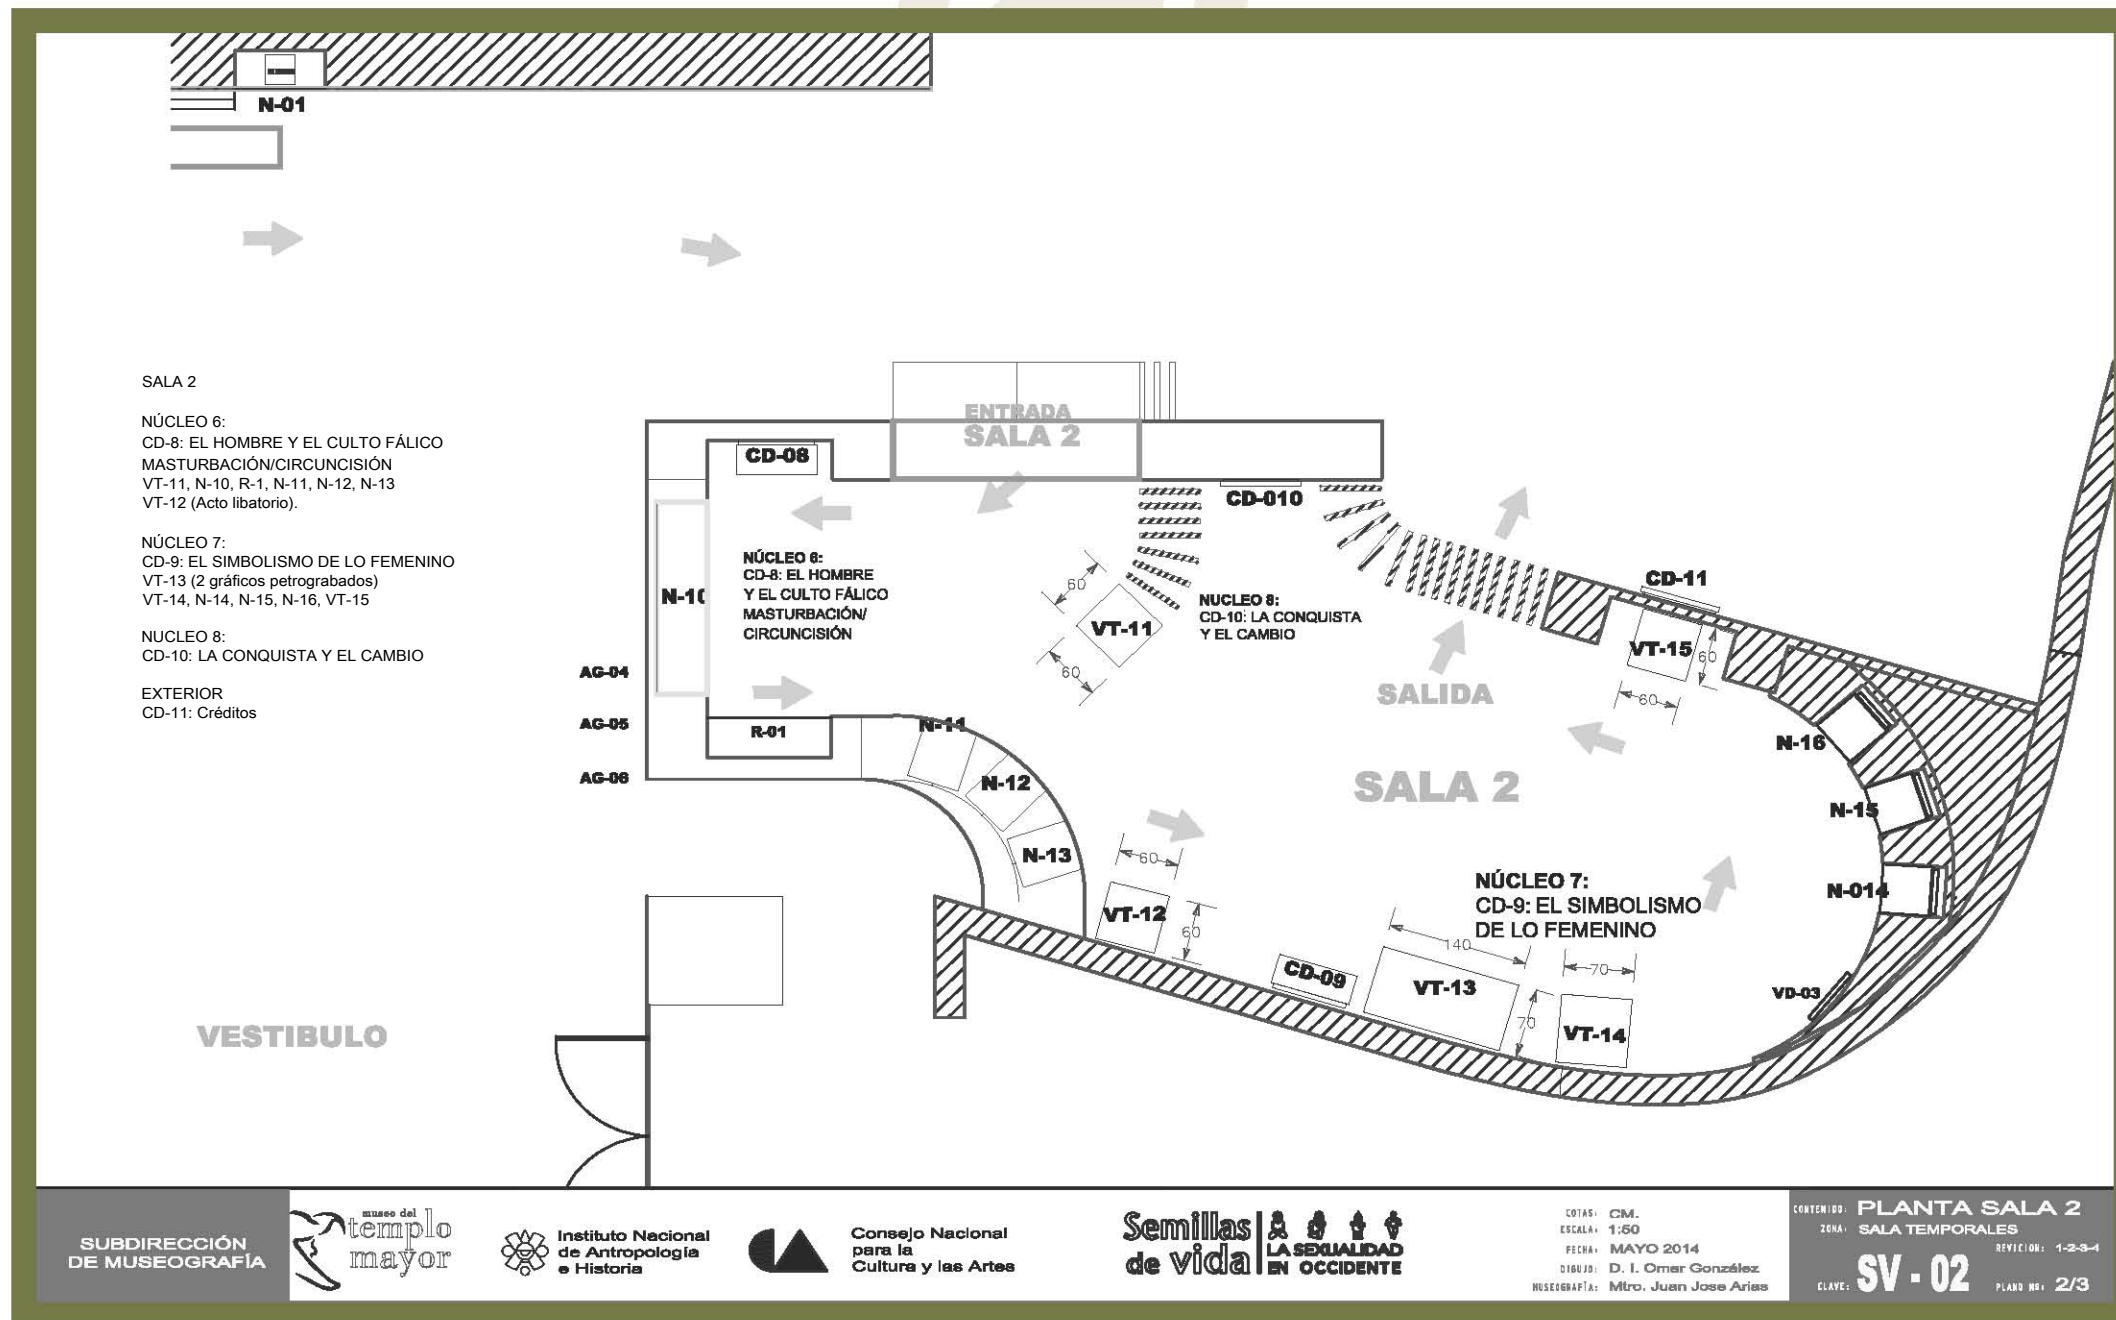 N-01
SALA 2
NÚCLEO 6:
CD-8: EL HOMBRE Y EL CULTO FÁLICO
MASTURBACIÓN/CIRCUNCISIÓN
VT-11, N-10, R-1, N-11, N-12, N-13
VT-12 (Acto libatorio).
NÚCLEO 7:
CD-9: EL SIMBOLISMO DE LO FEMENINO
VT-13 (2 gráficos petrograbados)
VT-14, N-14, N-15, N-16, VT-15
NUCLEO 8:
CD-10: LA CONQUISTA Y EL CAMBIO
EXTERIOR
CD-11: Créditos
ENTRADA
SALA 2
CD-08
CD-010
N-10
NÚCLEO 6:
CD-8: EL HOMBRE
Y EL CULTO FÁLICO
MASTURBACIÓN/
CIRCUNCISIÓN
60
VT-11
60
NUCLEO 8:
CD-10: LA CONQUISTA
Y EL CAMBIO
CD-11
VT-15
60
60
SALIDA
AG-04
AG-05
AG-06
R-01
N-11
N-12
N-13
N-16
N-15
N-014
SALA 2
60
VT-12
60
NÚCLEO 7:
CD-9: EL SIMBOLISMO
DE LO FEMENINO
140
70
CD-09
VT-13
70
VT-14
VD-03
VESTIBULO
SUBDIRECCIÓN
DE MUSEOGRAFÍA
museo del
templo
mayor
Instituto Nacional
de Antropología
e Historia
Consejo Nacional
para la
Cultura y las Artes
Semillas
de vida
LA SEXUALIDAD
EN OCCIDENTE
COTAS: CM.
ESCALA: 1:50
FECHA: MAYO 2014
DIBUJO: D. I. Omar González
MUSEOGRAFÍA: Mtro. Juan Jose Arias
CONTENIDO: PLANTA SALA 2
ZONA: SALA TEMPORALES
REVICION: 1-2-3-4
CLAVE: SV - 02
PLANO No: 2/3